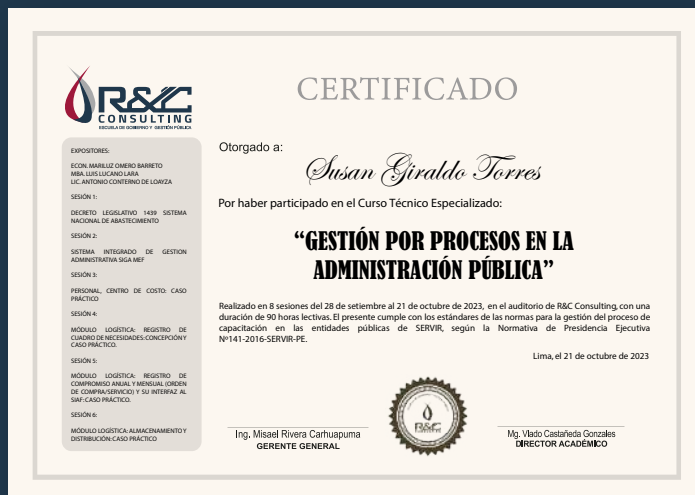 R&C
CONSULTING
ESCUELA DE GOBIERNO Y GESTIÓN PÚBLICA
CERTIFICADO
EXPOSITORES:
ECON. MARILUZ OMERO BARRETO
MBA. LUIS LUCANO LARA
LIC. ANTONIO CONTERNO DE LOAYZA
SESIÓN 1:
DECRETO LEGISLATIVO 1439 SISTEMA
NACIONAL DE ABASTECIMIENTO
SESIÓN 2:
SISTEMA INTEGRADO DE GESTION
ADMINISTRATIVA SIGA MEF
SESIÓN 3:
PERSONAL, CENTRO DE COSTO: CASO
PRÁCTICO
SESIÓN 4:
MÓDULO LOGÍSTICA: REGISTRO DE
CUADRO DE NECESIDADES: CONCEPCIÓN Y
CASO PRÁCTICO.
SESIÓN 5:
MÓDULO LOGÍSTICA: REGISTRO DE
COMPROMISO ANUAL Y MENSUAL (ORDEN
DE COMPRA/SERVICIO) Y SU INTERFAZ AL
SIAF: CASO PRÁCTICO.
SESIÓN 6:
MÓDULO LOGÍSTICA: ALMACENAMIENTO Y
DISTRIBUCIÓN: CASO PRÁCTICO
Otorgado a:
Susan Giraldo Torres
Por haber participado en el Curso Técnico Especializado:
“GESTIÓN POR PROCESOS EN LA
ADMINISTRACIÓN PÚBLICA”
Realizado en 8 sesiones del 28 de setiembre al 21 de octubre de 2023, en el auditorio de R&C Consulting, con una
duración de 90 horas lectivas. El presente cumple con los estándares de las normas para la gestión del proceso de
capacitación en las entidades públicas de SERVIR, según la Normativa de Presidencia Ejecutiva
Nº141-2016-SERVIR-PE.
Lima, el 21 de octubre de 2023
R&C
Ing. Misael Rivera Carhuapuma
GERENTE GENERAL
Mg. Vlado Castañeda Gonzales
DIRECTOR ACADÉMICO